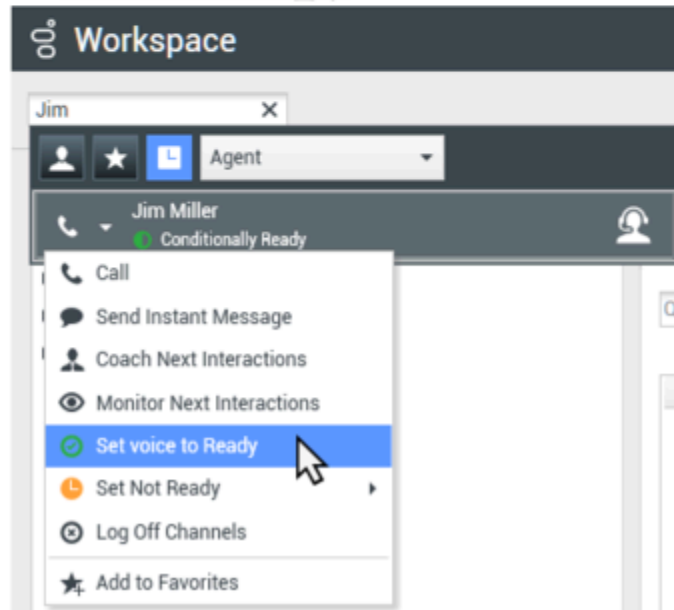 Workspace
Jim
Agent
Jim Miller
Conditionally Ready
Call
Send Instant Message
Coach Next Interactions
Monitor Next Interactions
Set voice to Ready
Set Not Ready
Log Off Channels
Add to Favorites